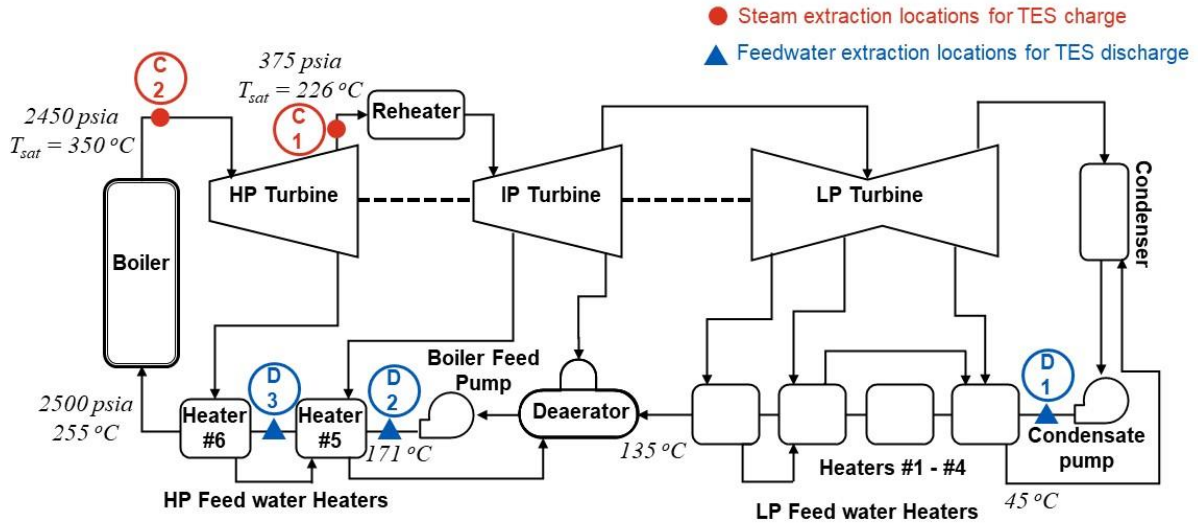 Steam extraction locations for TES charge
Feedwater extraction locations for TES discharge
375 psia
T_sat = 226 °C
C
2
C
1
Reheater
2450 psia
T_sat = 350 °C
HP Turbine
IP Turbine
LP Turbine
Condenser
Boiler
Boiler Feed
Pump
D
3
D
2
D
1
2500 psia
255 °C
Heater
#6
Heater
#5
Deaerator
171 °C
135 °C
Condensate
pump
Heaters #1 - #4
HP Feed water Heaters
45 °C
LP Feed water Heaters